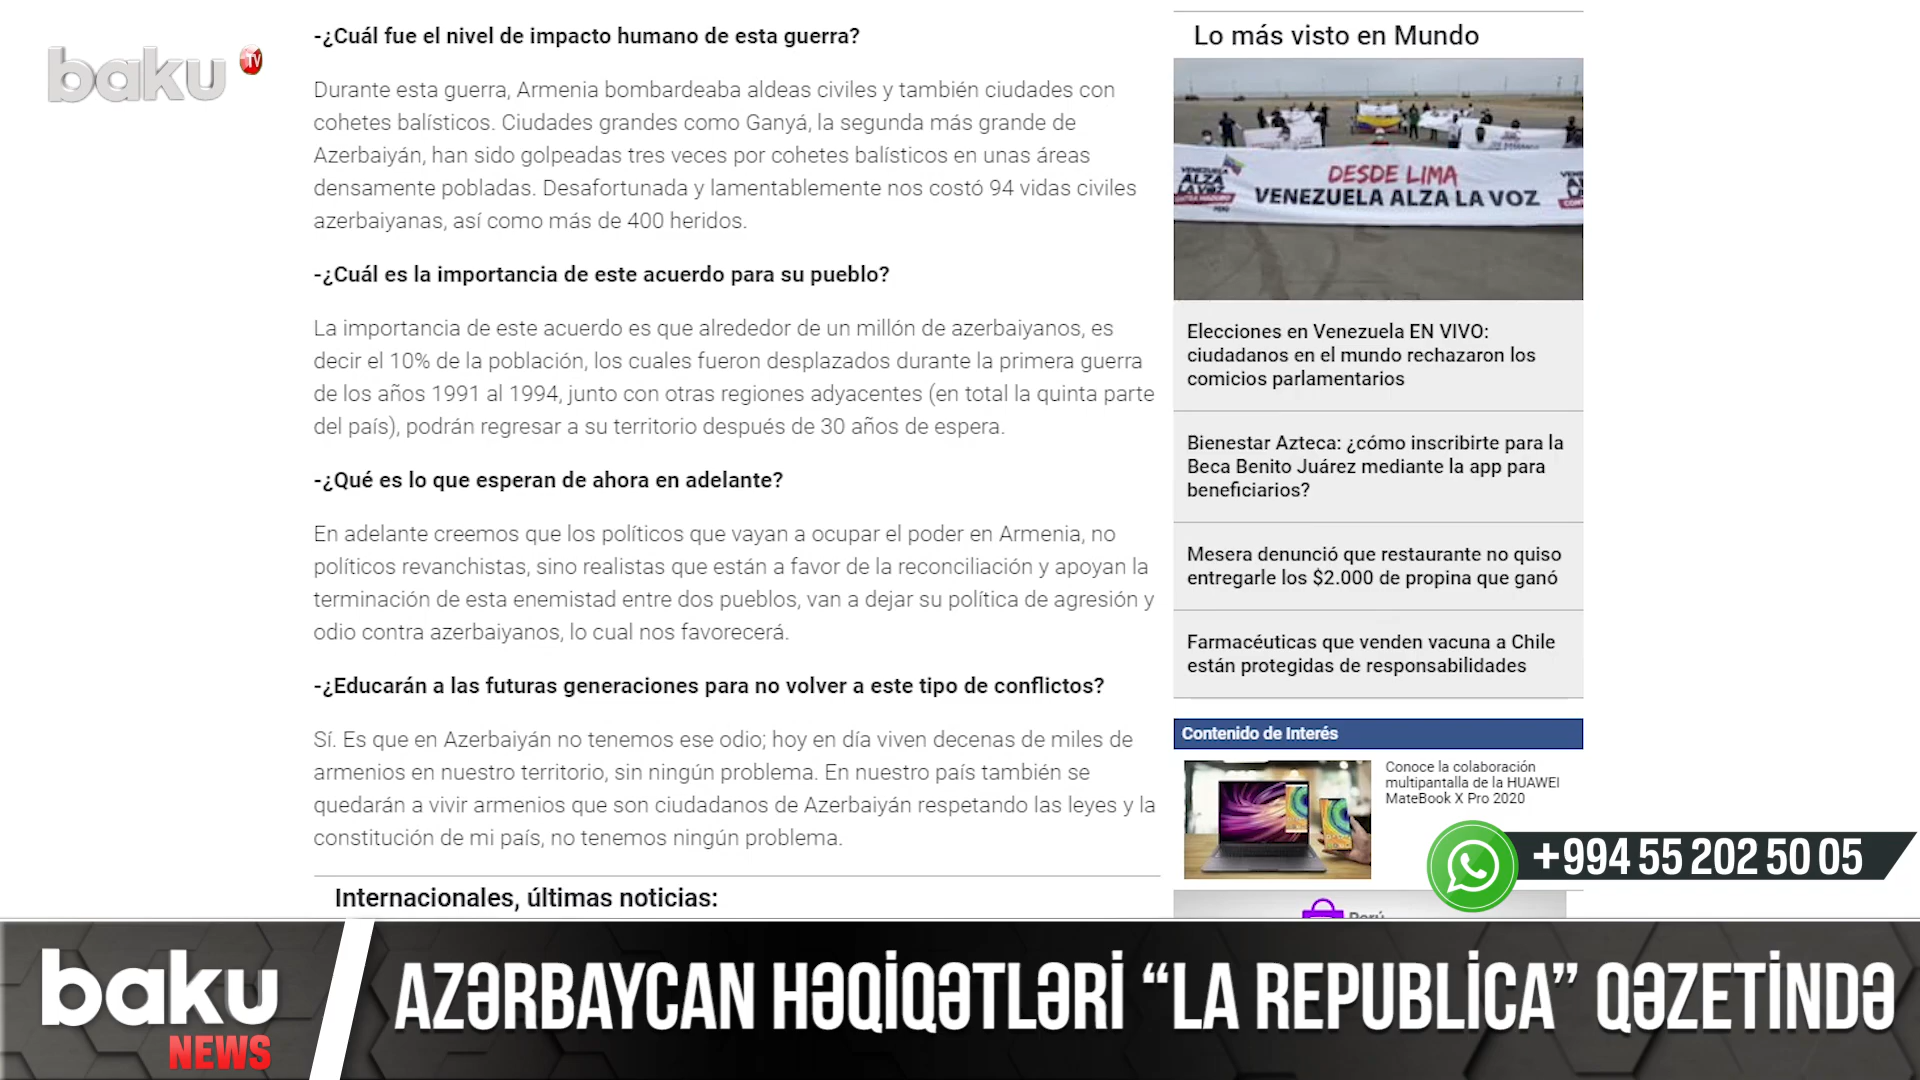 baku TV
-¿Cuál fue el nivel de impacto humano de esta guerra?
Durante esta guerra, Armenia bombardeaba aldeas civiles y también ciudades con
cohetes balísticos. Ciudades grandes como Ganyá, la segunda más grande de
Azerbaiyán, han sido golpeadas tres veces por cohetes balísticos en unas áreas
densamente pobladas. Desafortunada y lamentablemente nos costó 94 vidas civiles
azerbaiyanas, así como más de 400 heridos.
-¿Cuál es la importancia de este acuerdo para su pueblo?
La importancia de este acuerdo es que alrededor de un millón de azerbaiyanos, es
decir el 10% de la población, los cuales fueron desplazados durante la primera guerra
de los años 1991 al 1994, junto con otras regiones adyacentes (en total la quinta parte
del país), podrán regresar a su territorio después de 30 años de espera.
-¿Qué es lo que esperan de ahora en adelante?
En adelante creemos que los políticos que vayan a ocupar el poder en Armenia, no
políticos revanchistas, sino realistas que están a favor de la reconciliación y apoyan la
terminación de esta enemistad entre dos pueblos, van a dejar su política de agresión y
odio contra azerbaiyanos, lo cual nos favorecerá.
-¿Educarán a las futuras generaciones para no volver a este tipo de conflictos?
Sí. Es que en Azerbaiyán no tenemos ese odio; hoy en día viven decenas de miles de
armenios en nuestro territorio, sin ningún problema. En nuestro país también se
quedarán a vivir armenios que son ciudadanos de Azerbaiyán respetando las leyes y la
constitución de mi país, no tenemos ningún problema.
Internacionales, últimas noticias:
Lo más visto en Mundo
VENEZUELA
ALZA
LA VOZ
DESDE LIMA
VENEZUELA ALZA LA VOZ
Elecciones en Venezuela EN VIVO:
ciudadanos en el mundo rechazaron los
comicios parlamentarios
Bienestar Azteca: ¿cómo inscribirte para la
Beca Benito Juárez mediante la app para
beneficiarios?
Mesera denunció que restaurante no quiso
entregarle los $2.000 de propina que ganó
Farmacéuticas que venden vacuna a Chile
están protegidas de responsabilidades
Contenido de Interés
Conoce la colaboración
multipantalla de la HUAWEI
MateBook X Pro 2020
+994 55 202 50 05
Perú
baku
NEWS
AZƏRBAYCAN HƏQİQƏTLƏRİ “LA REPUBLİCA” QƏZETİNDƏ